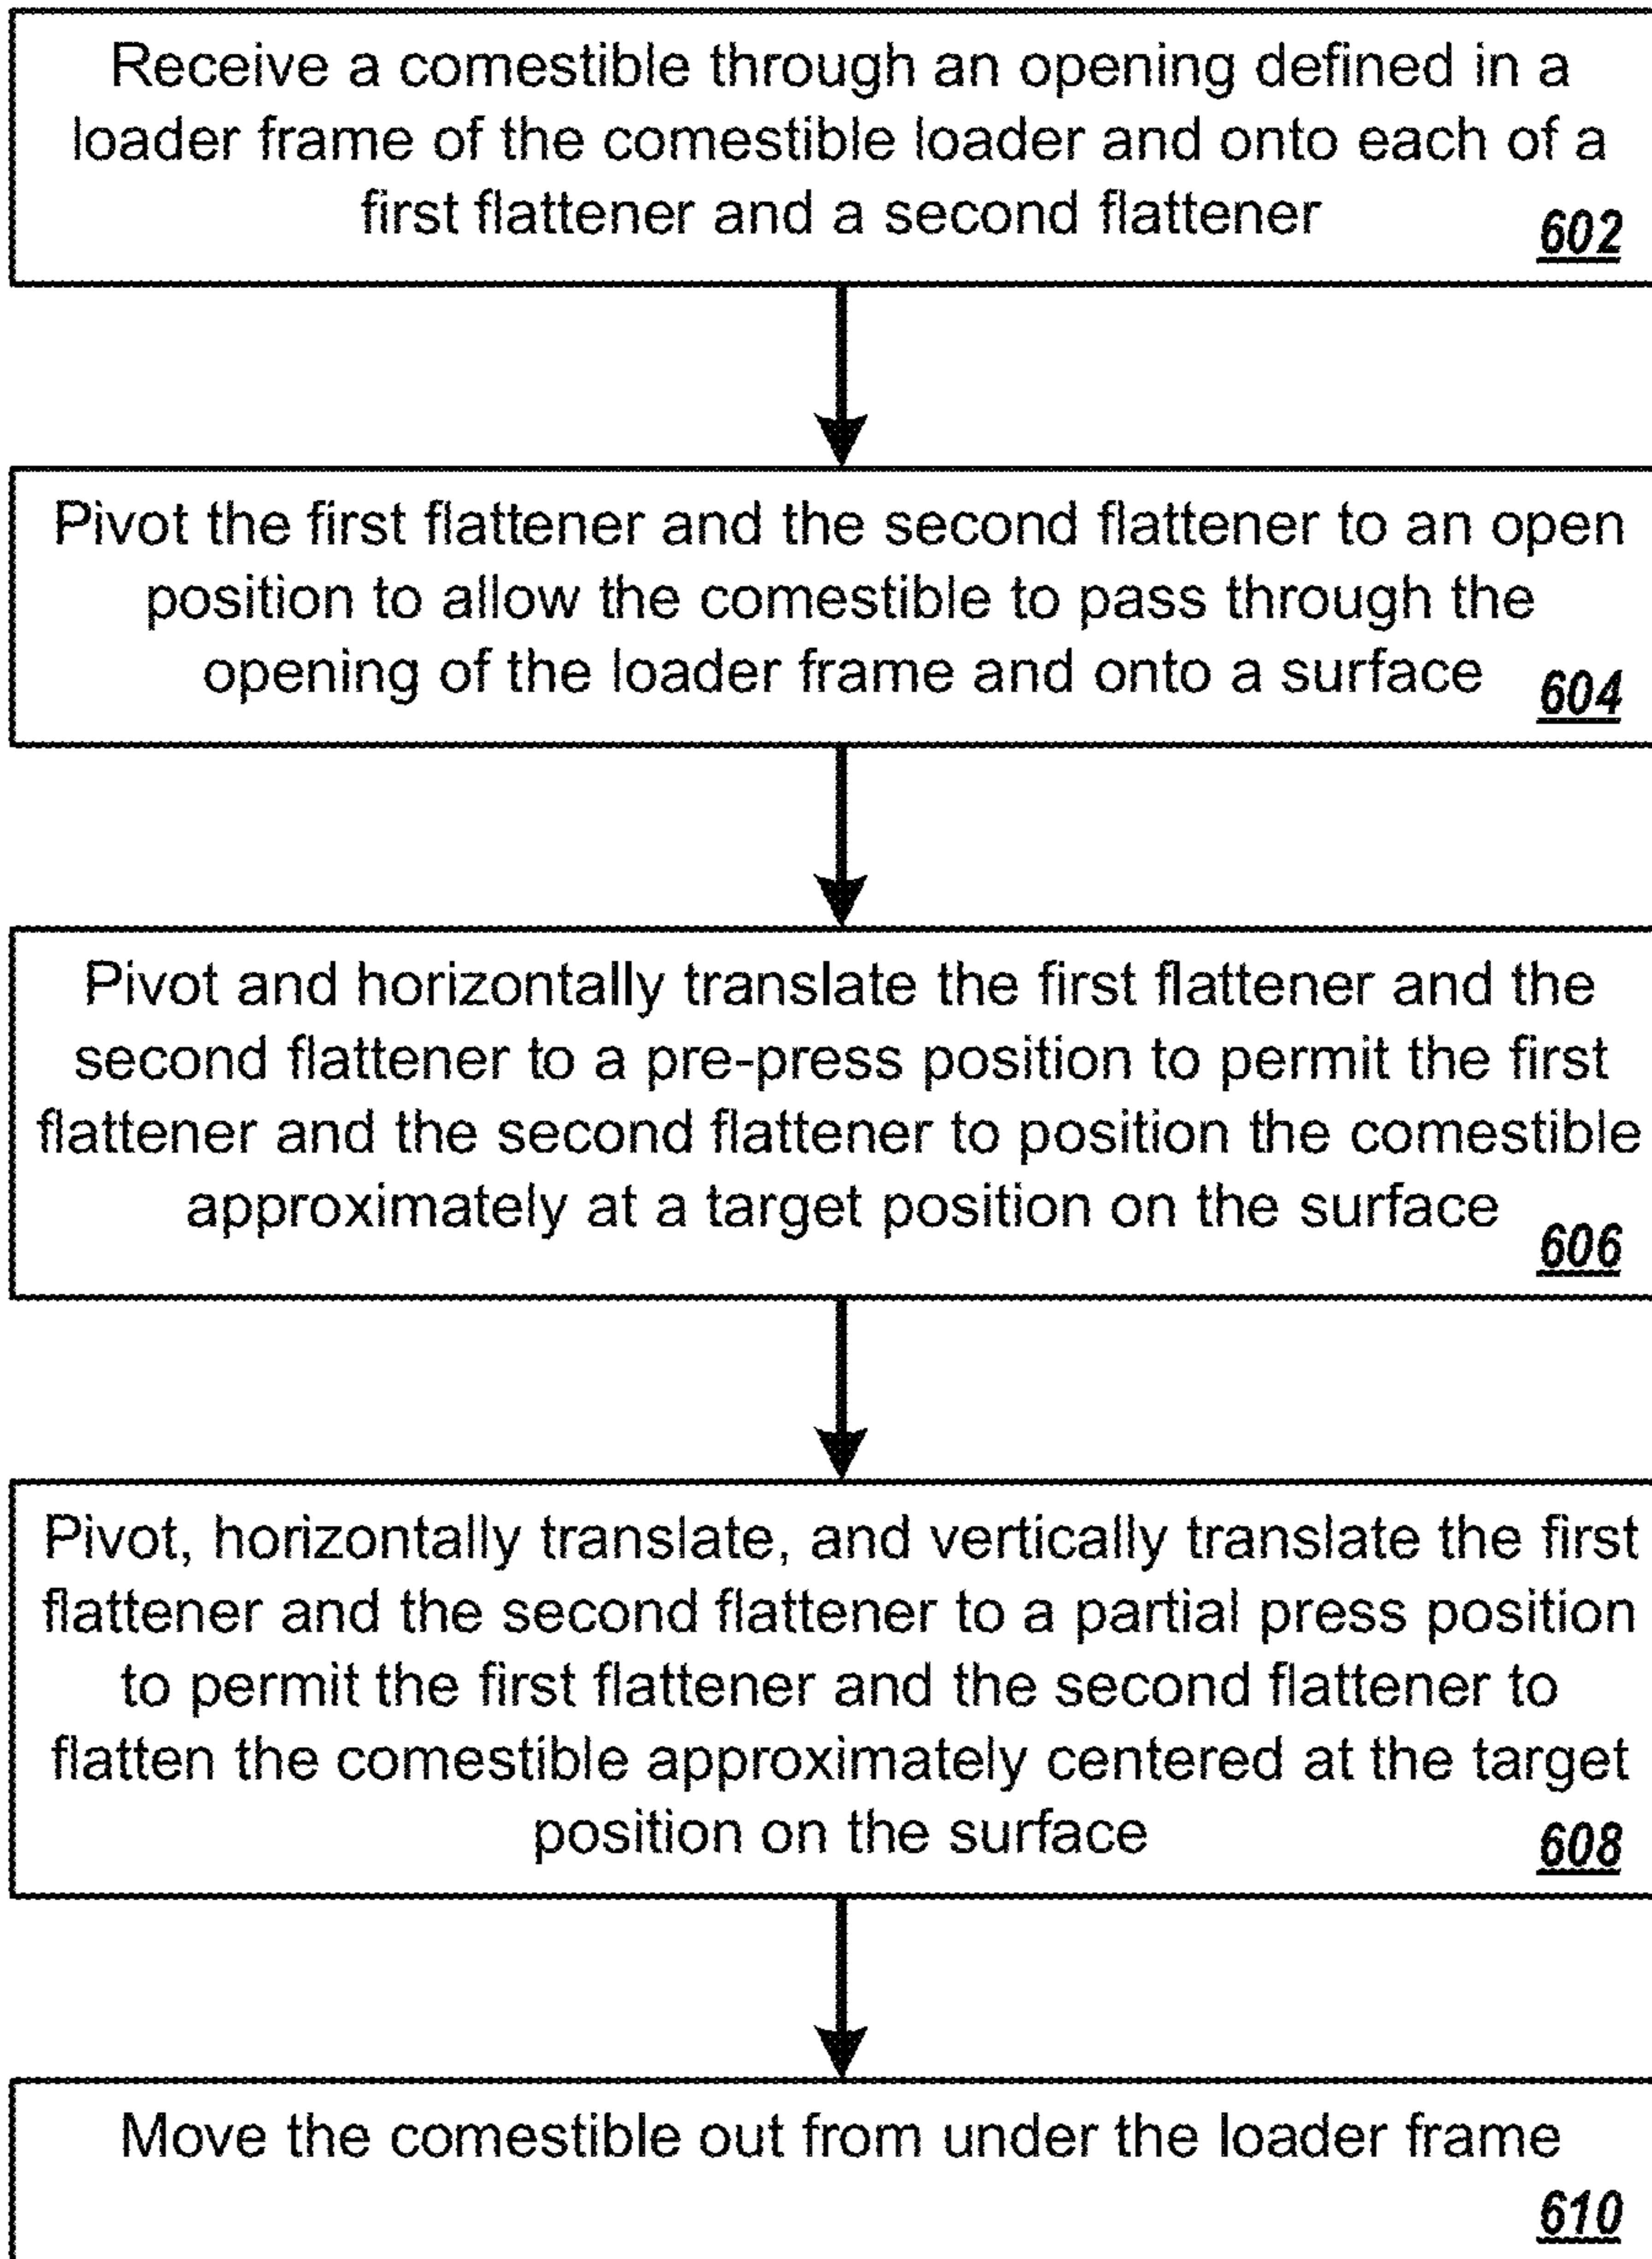 Receive a comestible through an opening defined in a
loader frame of the comestible loader and onto each of a
first flattener and a second flattener
602
Pivot the first flattener and the second flattener to an open
position to allow the comestible to pass through the
opening of the loader frame and onto a surface
604
Pivot and horizontally translate the first flattener and the
second flattener to a pre-press position to permit the first
flattener and the second flattener to position the comestible
approximately at a target position on the surface
606
Pivot, horizontally translate, and vertically translate the first
flattener and the second flattener to a partial press position
to permit the first flattener and the second flattener to
flatten the comestible approximately centered at the target
position on the surface
608
Move the comestible out from under the loader frame
610